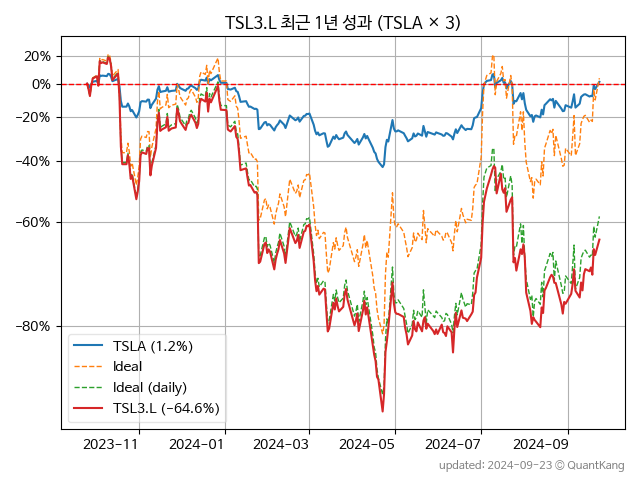 TSL3.L 최근 1년 성과 (TSLA × 3)
20%
0%
−20%
−40%
−60%
−80%
TSLA (1.2%)
Ideal
Ideal (daily)
TSL3.L (−64.6%)
2023−11 2024−01 2024−03 2024−05 2024−07 2024−09
updated: 2024−09−23 © QuantKang